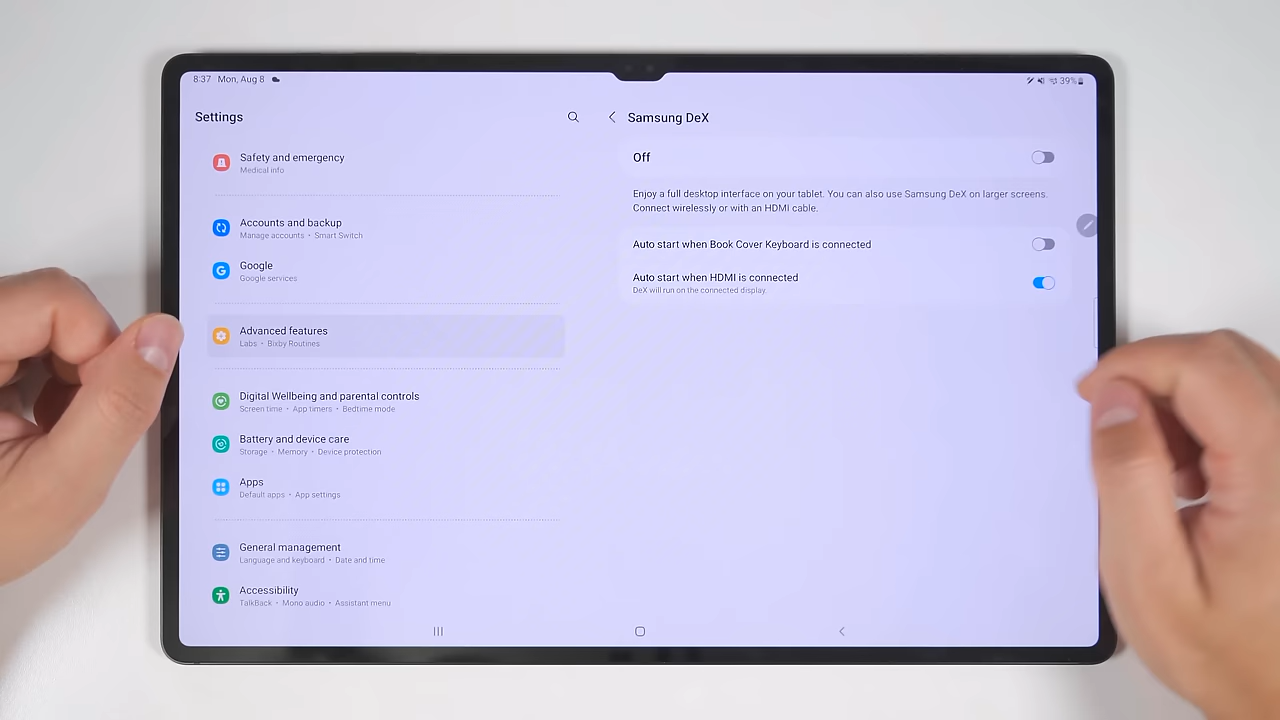 8:37 Mon, Aug 8
39%
Settings
Safety and emergency
Medical info
Accounts and backup
Manage accounts • Smart Switch
Google
Google services
Advanced features
Labs • Bixby Routines
Digital Wellbeing and parental controls
Screen time • App timers • Bedtime mode
Battery and device care
Storage • Memory • Device protection
Apps
Default apps • App settings
General management
Language and keyboard • Date and time
Accessibility
TalkBack • Mono audio • Assistant menu
Samsung DeX
Off
Enjoy a full desktop interface on your tablet. You can also use Samsung DeX on larger screens.
Connect wirelessly or with an HDMI cable.
Auto start when Book Cover Keyboard is connected
Auto start when HDMI is connected
DeX will run on the connected display.